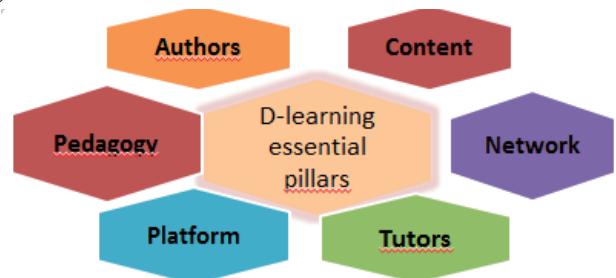 Authors
Content
D-learning
essential
pillars
Pedagogy
Network
Platform
Tutors